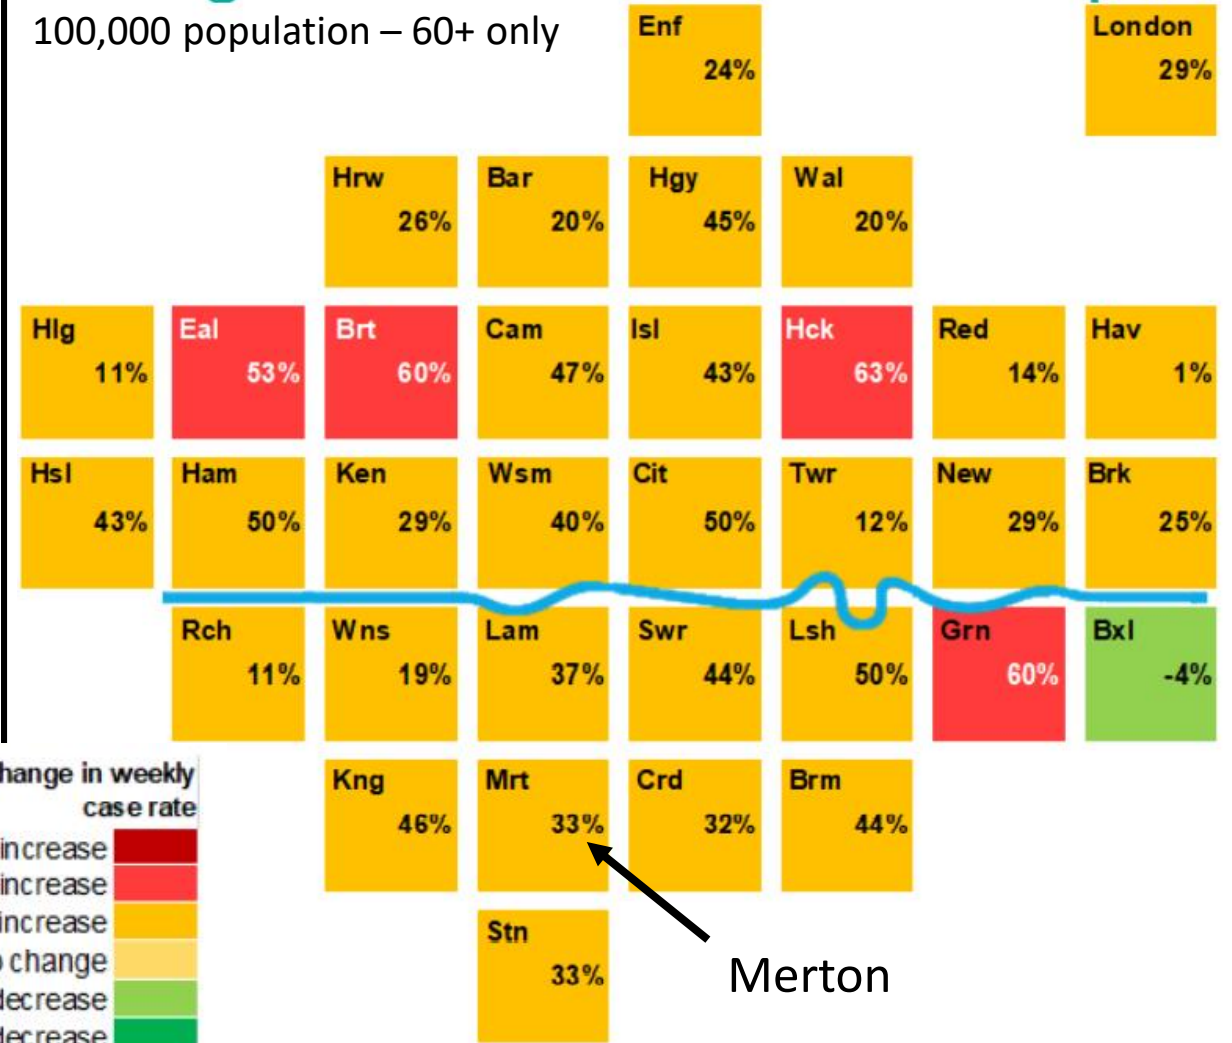 100,000 population – 60+ only
Enf
24%
London
29%
Hrw
26%
Bar
20%
Hgy
45%
Wal
20%
Hlg
11%
Eal
53%
Brt
60%
Cam
47%
Isl
43%
Hck
63%
Red
14%
Hav
1%
Hsl
43%
Ham
50%
Ken
29%
Wsm
40%
Cit
50%
Twr
12%
New
29%
Brk
25%
Rch
11%
Wns
19%
Lam
37%
Swr
44%
Lsh
50%
Grn
60%
Bxl
-4%
Kng
46%
Mrt
33%
Crd
32%
Brm
44%
Stn
33%
Merton
hange in weekly
case rate
increase
increase
increase
change
decrease
decrease